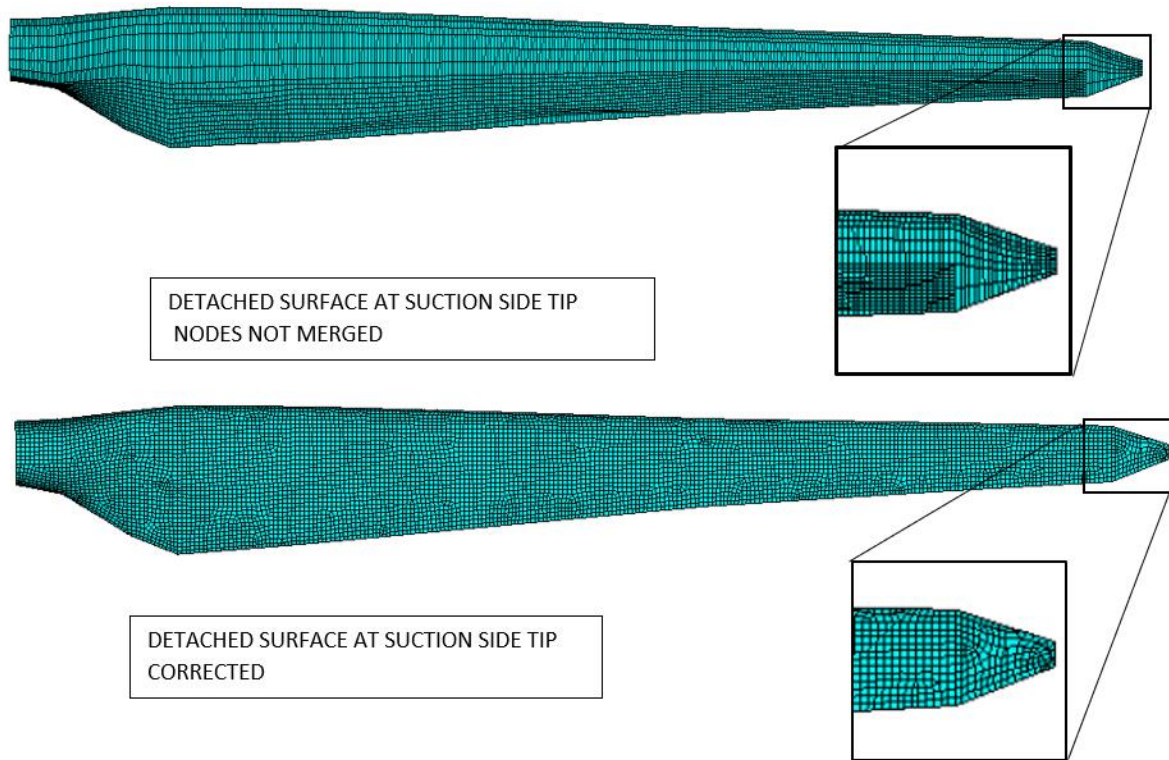 DETACHED SURFACE AT SUCTION SIDE TIP
NODES NOT MERGED
DETACHED SURFACE AT SUCTION SIDE TIP
CORRECTED